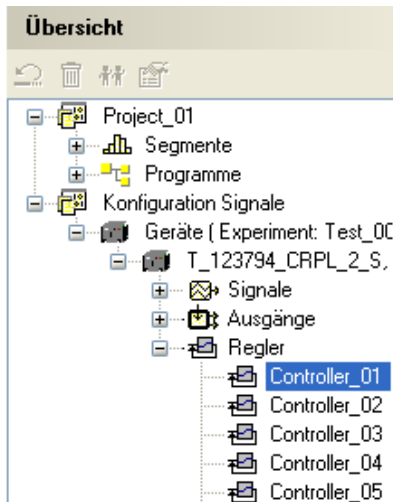 Übersicht
Project_01
Segmente
Programme
Konfiguration Signale
Geräte ( Experiment: Test_00
T_123794_CRPL_2_S,
Signale
Ausgänge
Regler
Controller_01
Controller_02
Controller_03
Controller_04
Controller_05